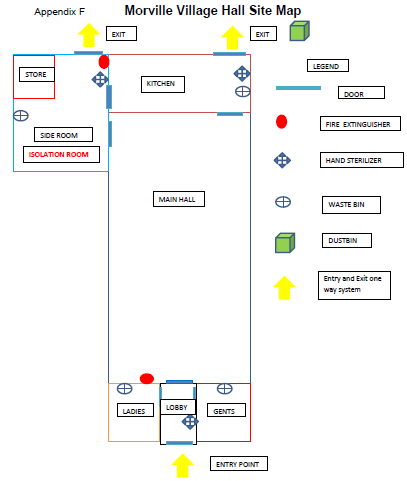 Appendix F
Morville Village Hall Site Map
EXIT
EXIT
LEGEND
STORE
KITCHEN
DOOR
FIRE EXTINGUISHER
SIDE ROOM
ISOLATION ROOM
HAND STERILIZER
MAIN HALL
WASTE BIN
DUSTBIN
Entry and Exit one
way system
LADIES
LOBBY
GENTS
ENTRY POINT